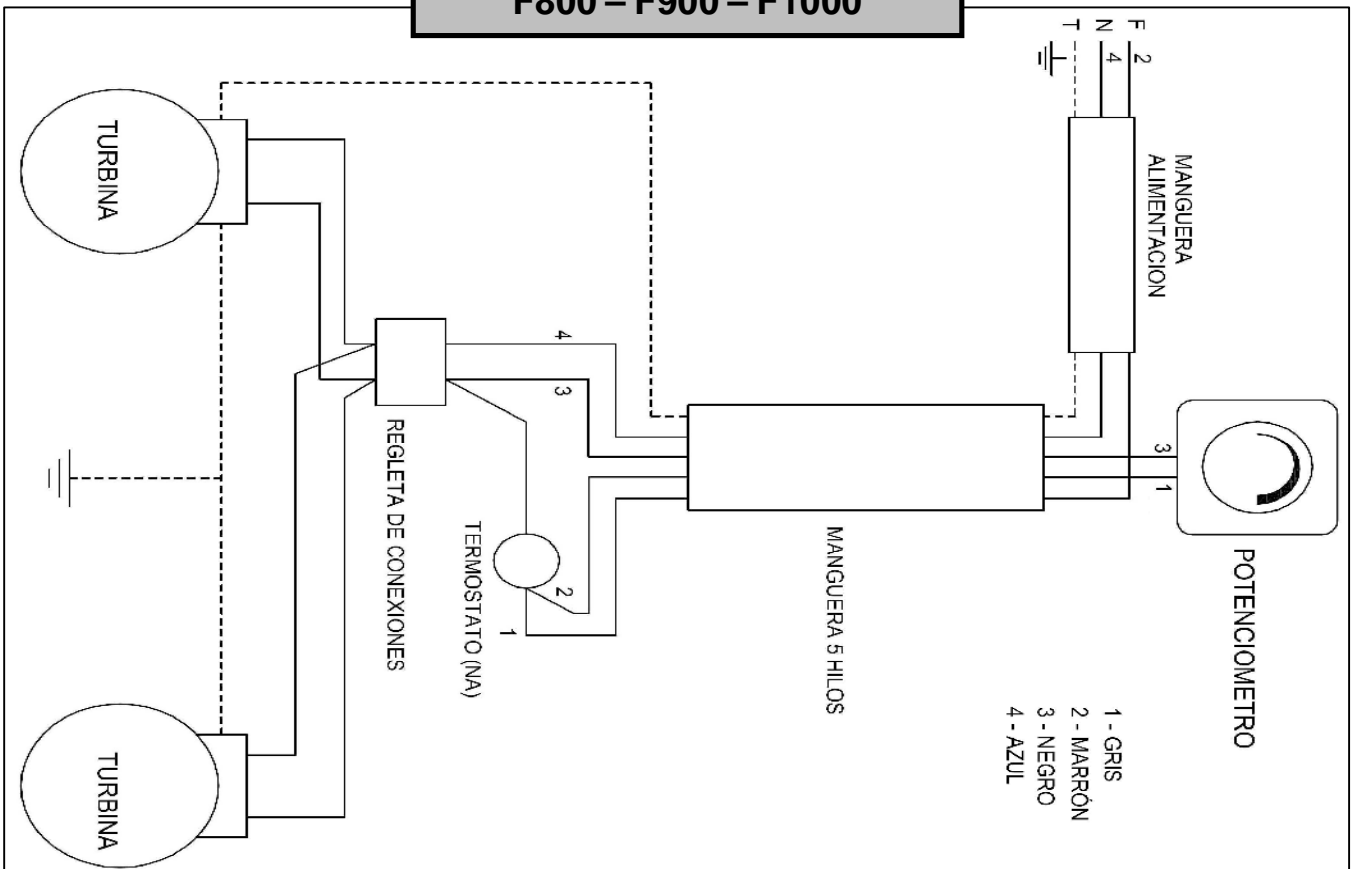 F800 – F900 – F1000
F
N
T
2
4
MANGUERA
ALIMENTACION
POTENCIOMETRO
3
1
1 - GRIS
2 - MARRÓN
3 - NEGRO
4 - AZUL
MANGUERA 5 HILOS
4
3
2
1
TERMOSTATO (NA)
REGLETA DE CONEXIONES
TURBINA
TURBINA